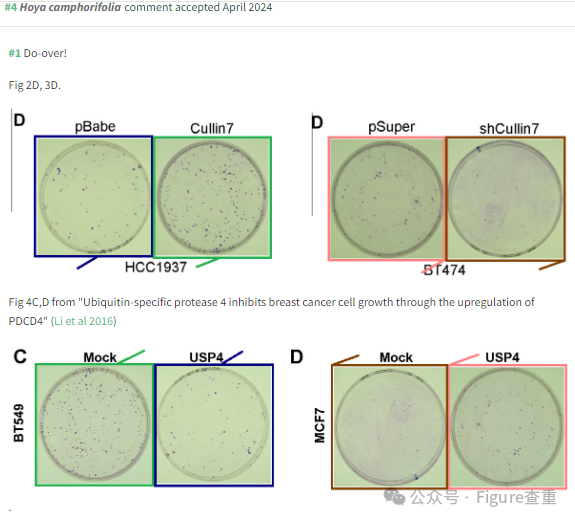 #4 Hoya camphorifolia comment accepted April 2024
#1 Do-over!
Fig 2D, 3D.
D
pBabe
Cullin7
HCC1937
D
pSuper
shCullin7
BT474
Fig 4C,D from "Ubiquitin-specific protease 4 inhibits breast cancer cell growth through the upregulation of
PDCD4" (Li et al 2016)
C
Mock
USP4
BT549
D
Mock
USP4
MCF7
公众号 · Figure查重